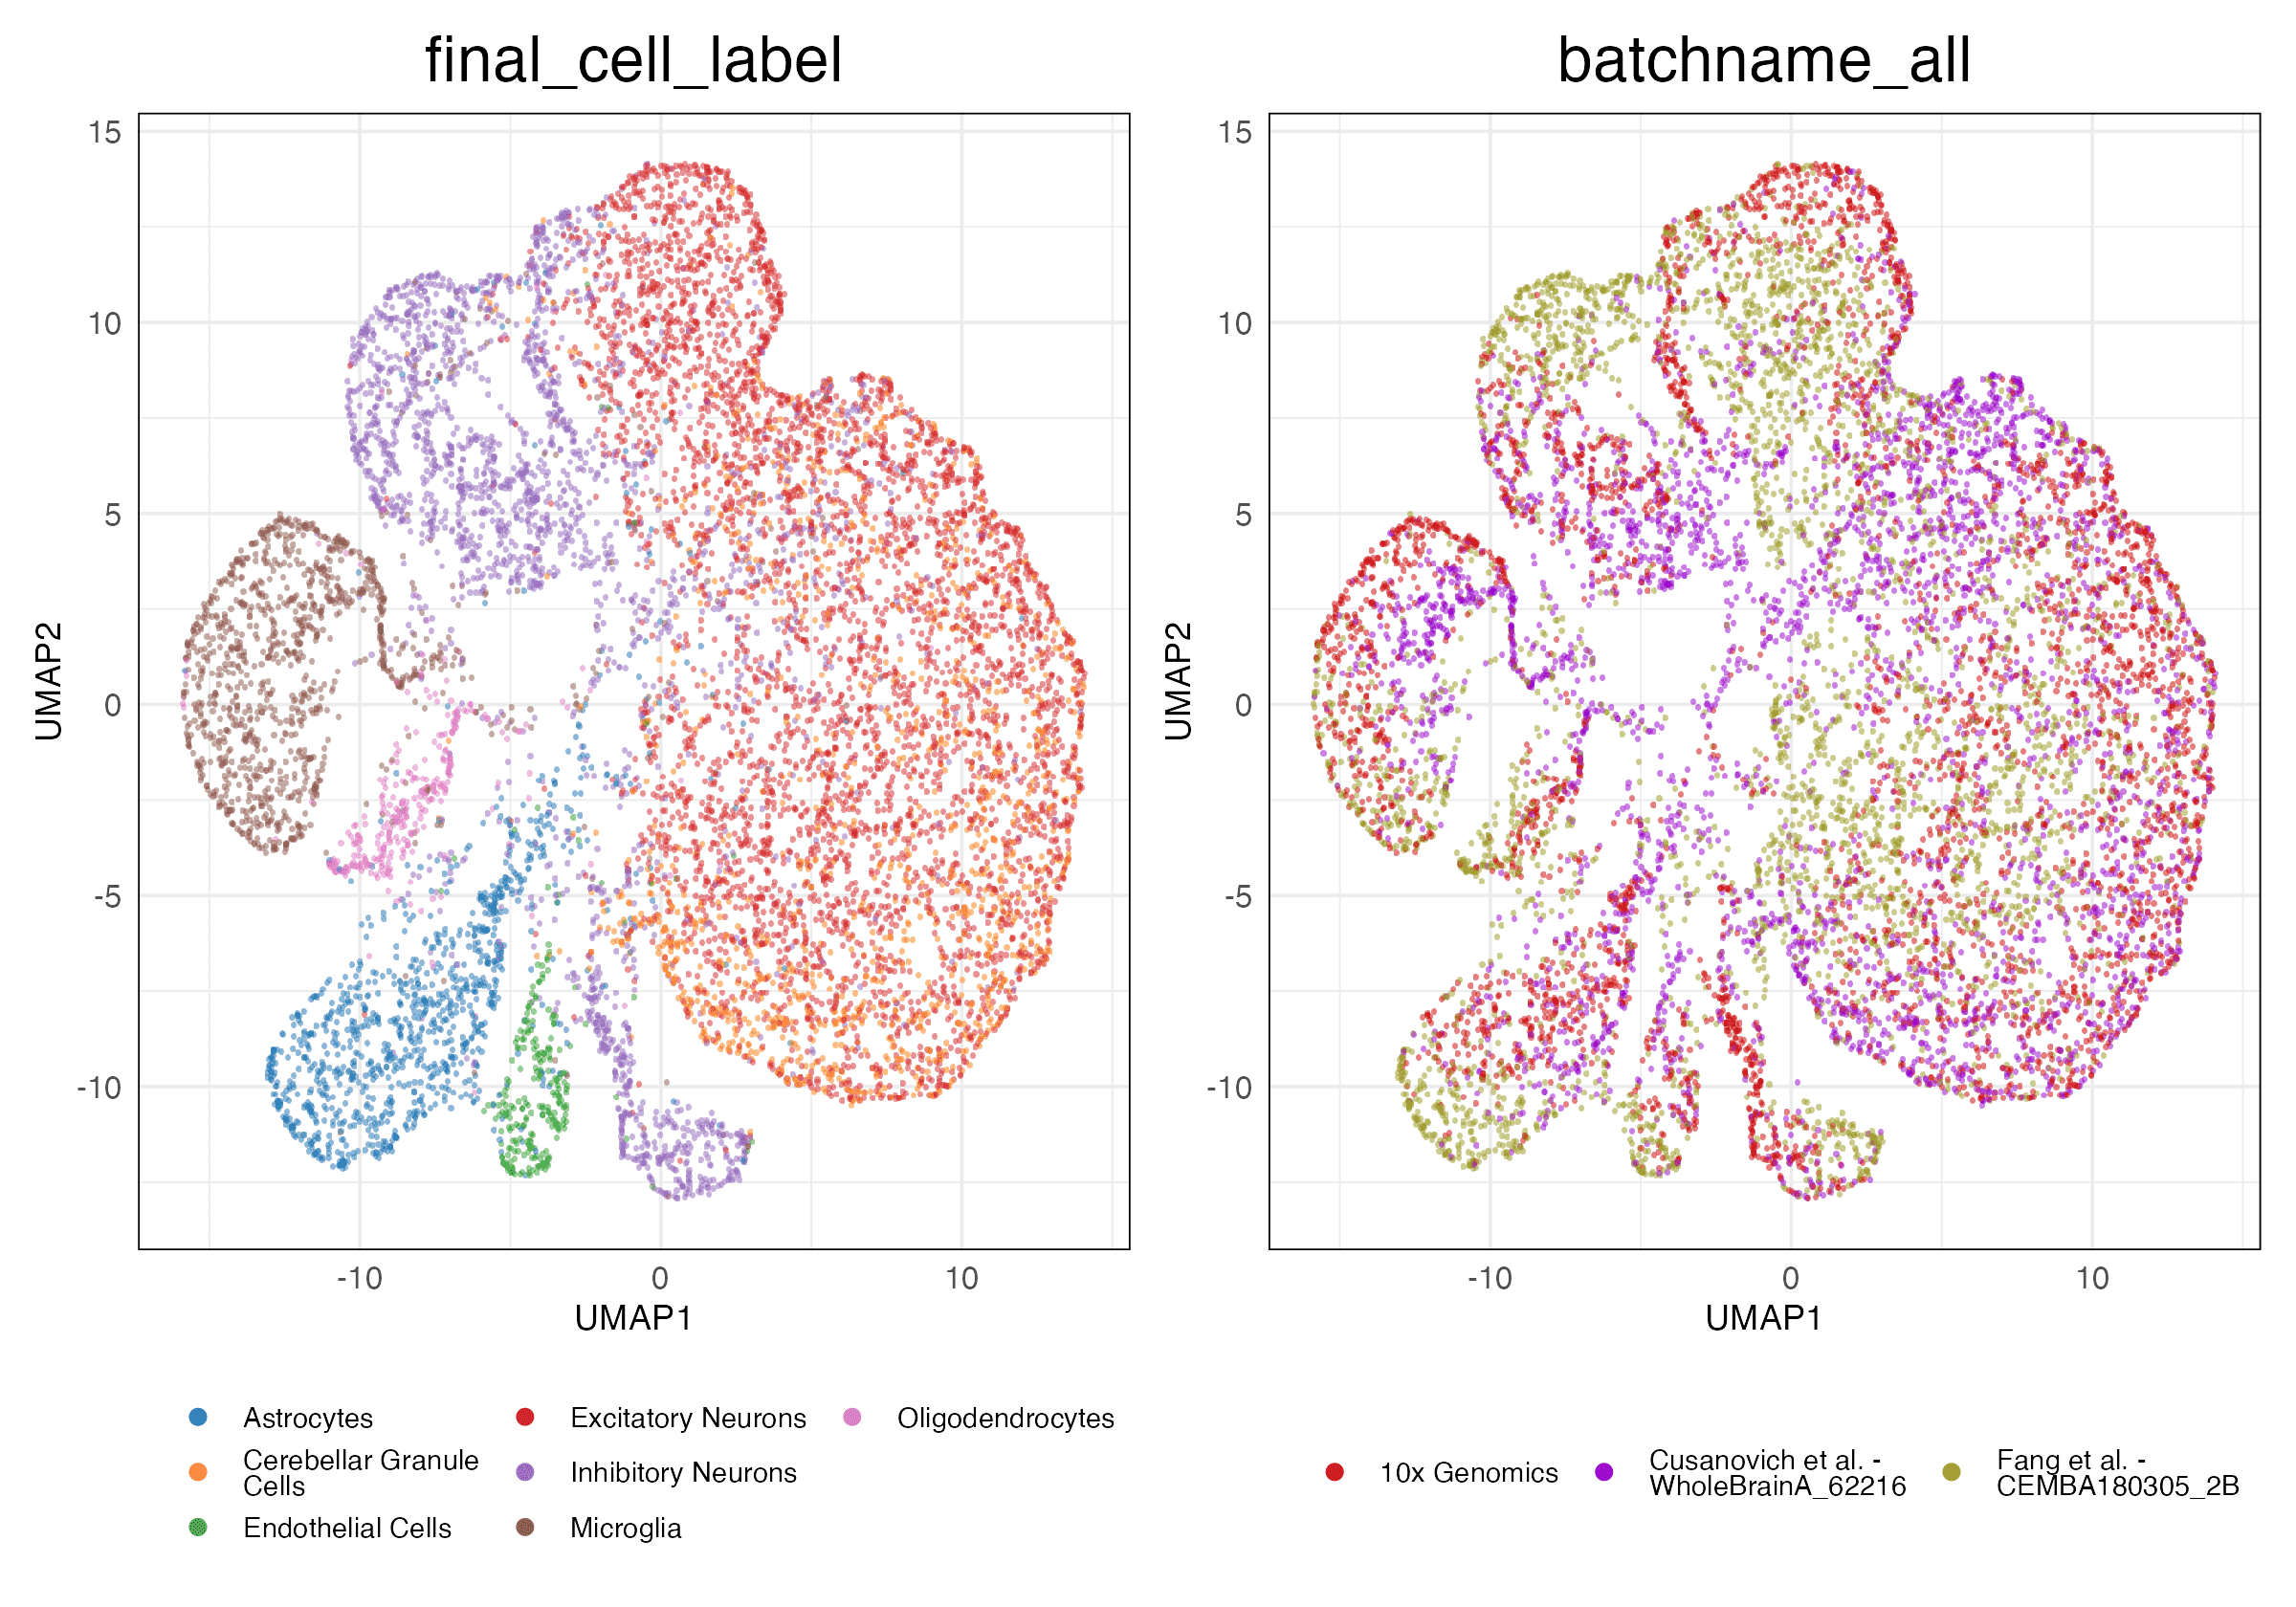 final_cell_label
batchname_all
15
10
5
0
-5
-10
UMAP2
-10
0
10
UMAP1
15
10
5
0
-5
-10
UMAP2
-10
0
10
UMAP1
Astrocytes
Cerebellar Granule
Cells
Endothelial Cells
Excitatory Neurons
Inhibitory Neurons
Microglia
Oligodendrocytes
10x Genomics
Cusanovich et al. -
WholeBrainA_62216
Fang et al. -
CEMBA180305_2B